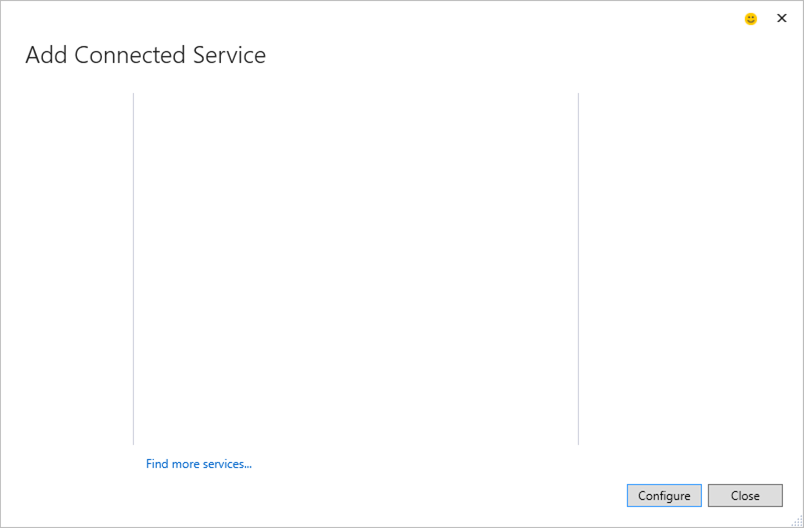 Add Connected Service
Find more services...
Configure
Close